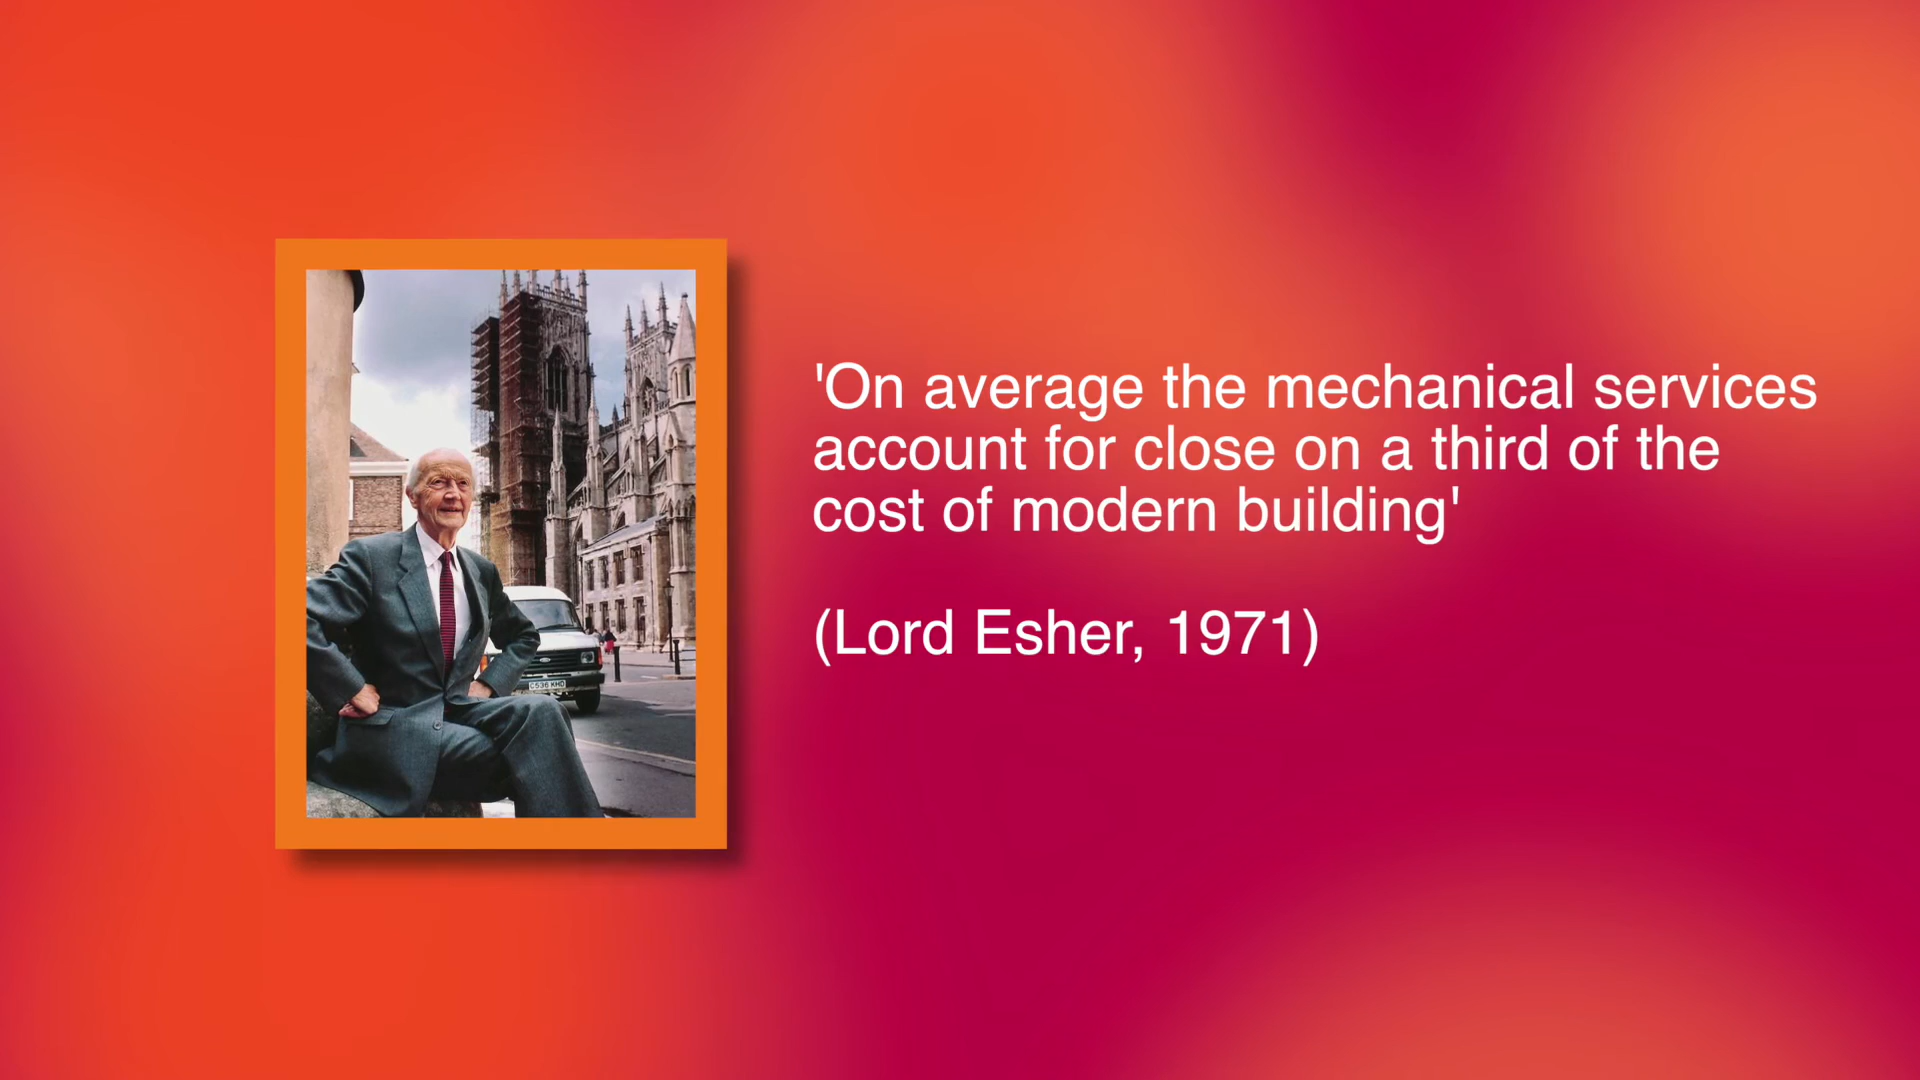 'On average the mechanical services
account for close on a third of the
cost of modern building'
(Lord Esher, 1971)